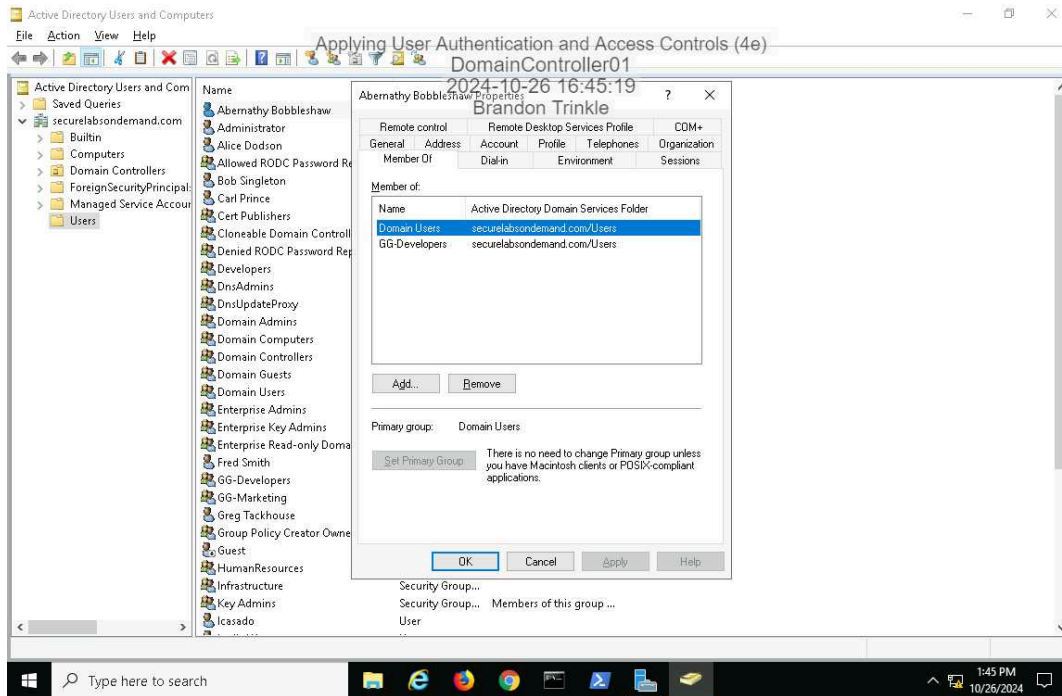 Active Directory Users and Computers
File Action View Help
Applying User Authentication and Access Controls (4e)
DomainController01
2024-10-26 16:45:19
Brandon Trinkle
Active Directory Users and Com
Saved Queries
securelabsondemand.com
Builtin
Computers
Domain Controllers
ForeignSecurityPrincipal:
Managed Service Accour
Users
Name
Abernathy Bobbleshaw
Administrator
Alice Dodson
Allowed RODC Password Re
Bob Singleton
Carl Prince
Cert Publishers
Cloneable Domain Controll
Denied RODC Password Rep
Developers
DnsAdmins
DnsUpdateProxy
Domain Admins
Domain Computers
Domain Controllers
Domain Guests
Domain Users
Enterprise Admins
Enterprise Key Admins
Enterprise Read-only Doma
Fred Smith
GG-Developers
GG-Marketing
Greg Tackhouse
Group Policy Creator Owne
Guest
HumanResources
Infrastructure Security Group...
Key Admins Security Group... Members of this group ...
lcasado User
Abernathy Bobbleshaw Properties ?
Remote control Remote Desktop Services Profile COM+
General Address Account Profile Telephones Organization
Member Of Dial-in Environment Sessions
Member of:
Name Active Directory Domain Services Folder
Domain Users securelabsondemand.com/Users
GG-Developers securelabsondemand.com/Users
Add... Remove
Primary group: Domain Users
Set Primary Group There is no need to change Primary group unless
you have Macintosh clients or POSIX-compliant
applications.
OK Cancel Apply Help
Type here to search
1:45 PM
10/26/2024